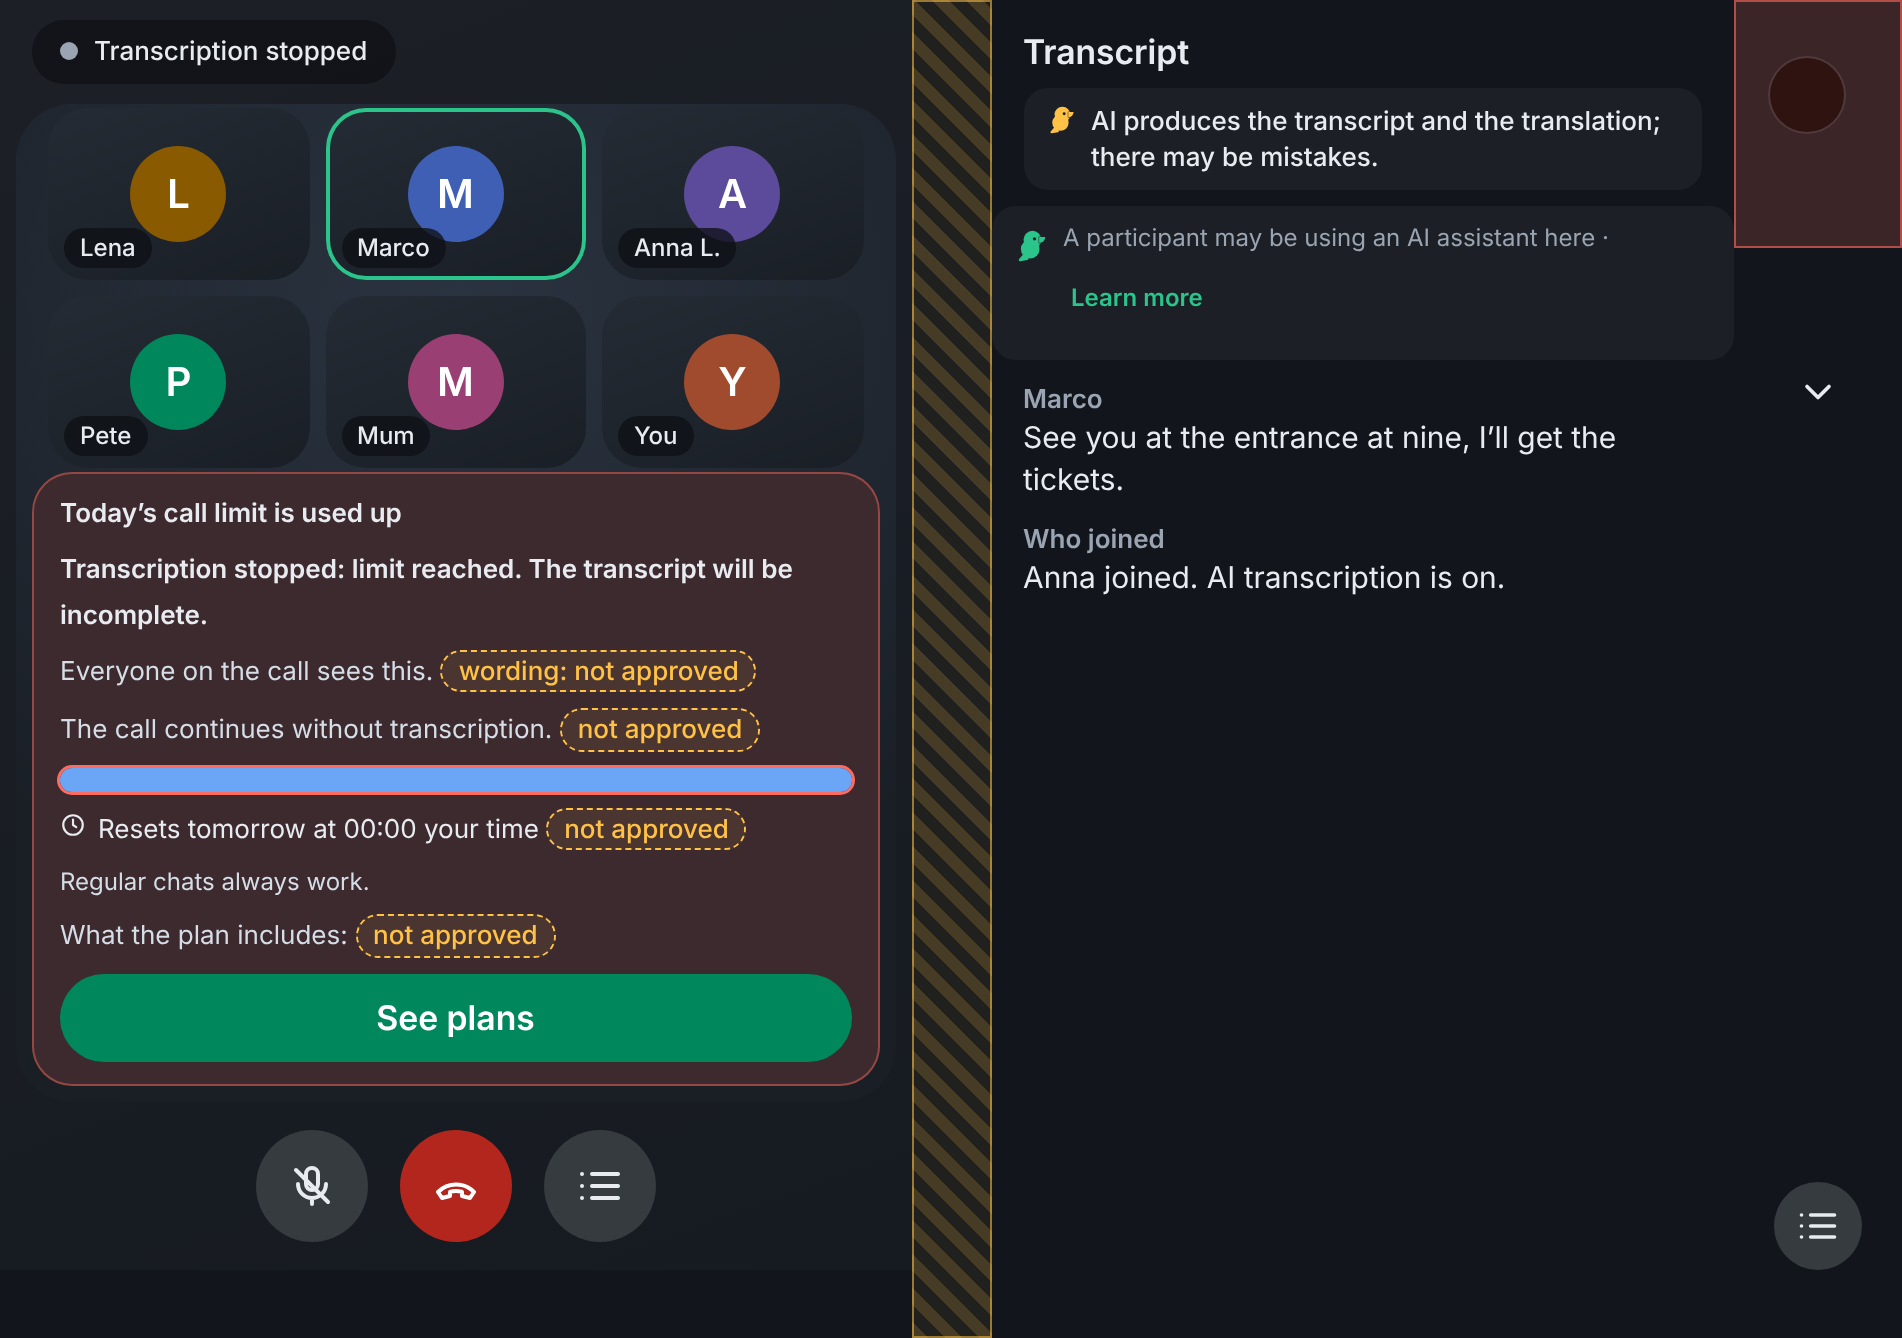 Transcription stopped
L
Lena
M
Marco
A
Anna L.
P
Pete
M
Mum
Y
You
Today’s call limit is used up
Transcription stopped: limit reached. The transcript will be
incomplete.
Everyone on the call sees this. wording: not approved
The call continues without transcription. not approved
Resets tomorrow at 00:00 your time not approved
Regular chats always work.
What the plan includes: not approved
See plans
Transcript
AI produces the transcript and the translation;
there may be mistakes.
A participant may be using an AI assistant here ·
Learn more
Marco
See you at the entrance at nine, I’ll get the
tickets.
Who joined
Anna joined. AI transcription is on.